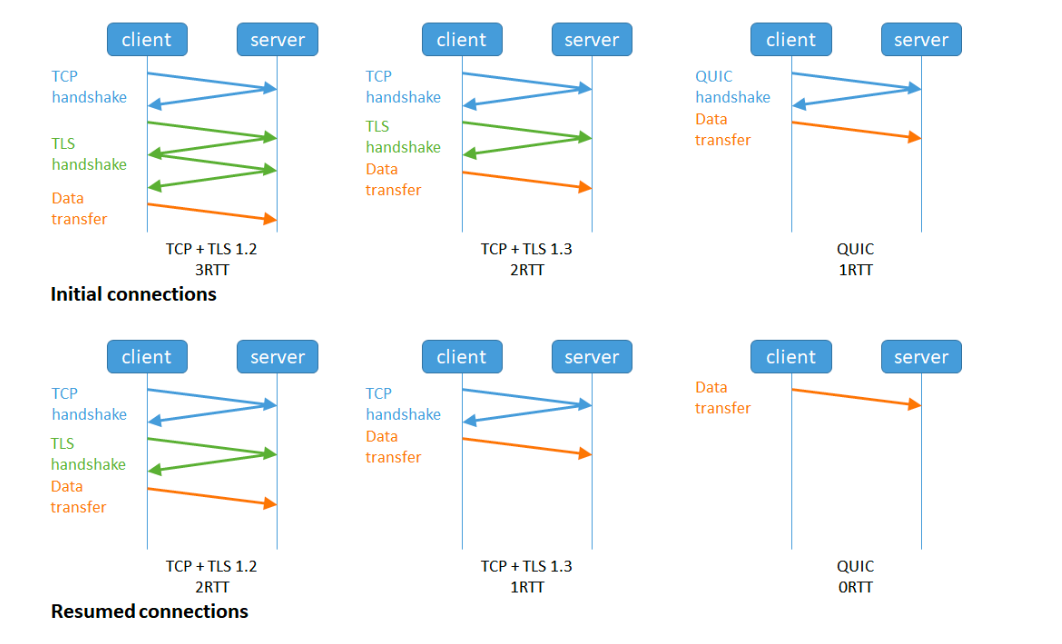 client server
TCP
handshake
TLS
handshake
Data
transfer
TCP + TLS 1.2
3RTT
client server
TCP
handshake
TLS
handshake
Data
transfer
TCP + TLS 1.3
2RTT
client server
QUIC
handshake
Data
transfer
QUIC
1RTT
Initial connections
client server
TCP
handshake
TLS
handshake
Data
transfer
TCP + TLS 1.2
2RTT
client server
TCP
handshake
Data
transfer
TCP + TLS 1.3
1RTT
client server
Data
transfer
QUIC
0RTT
Resumed connections